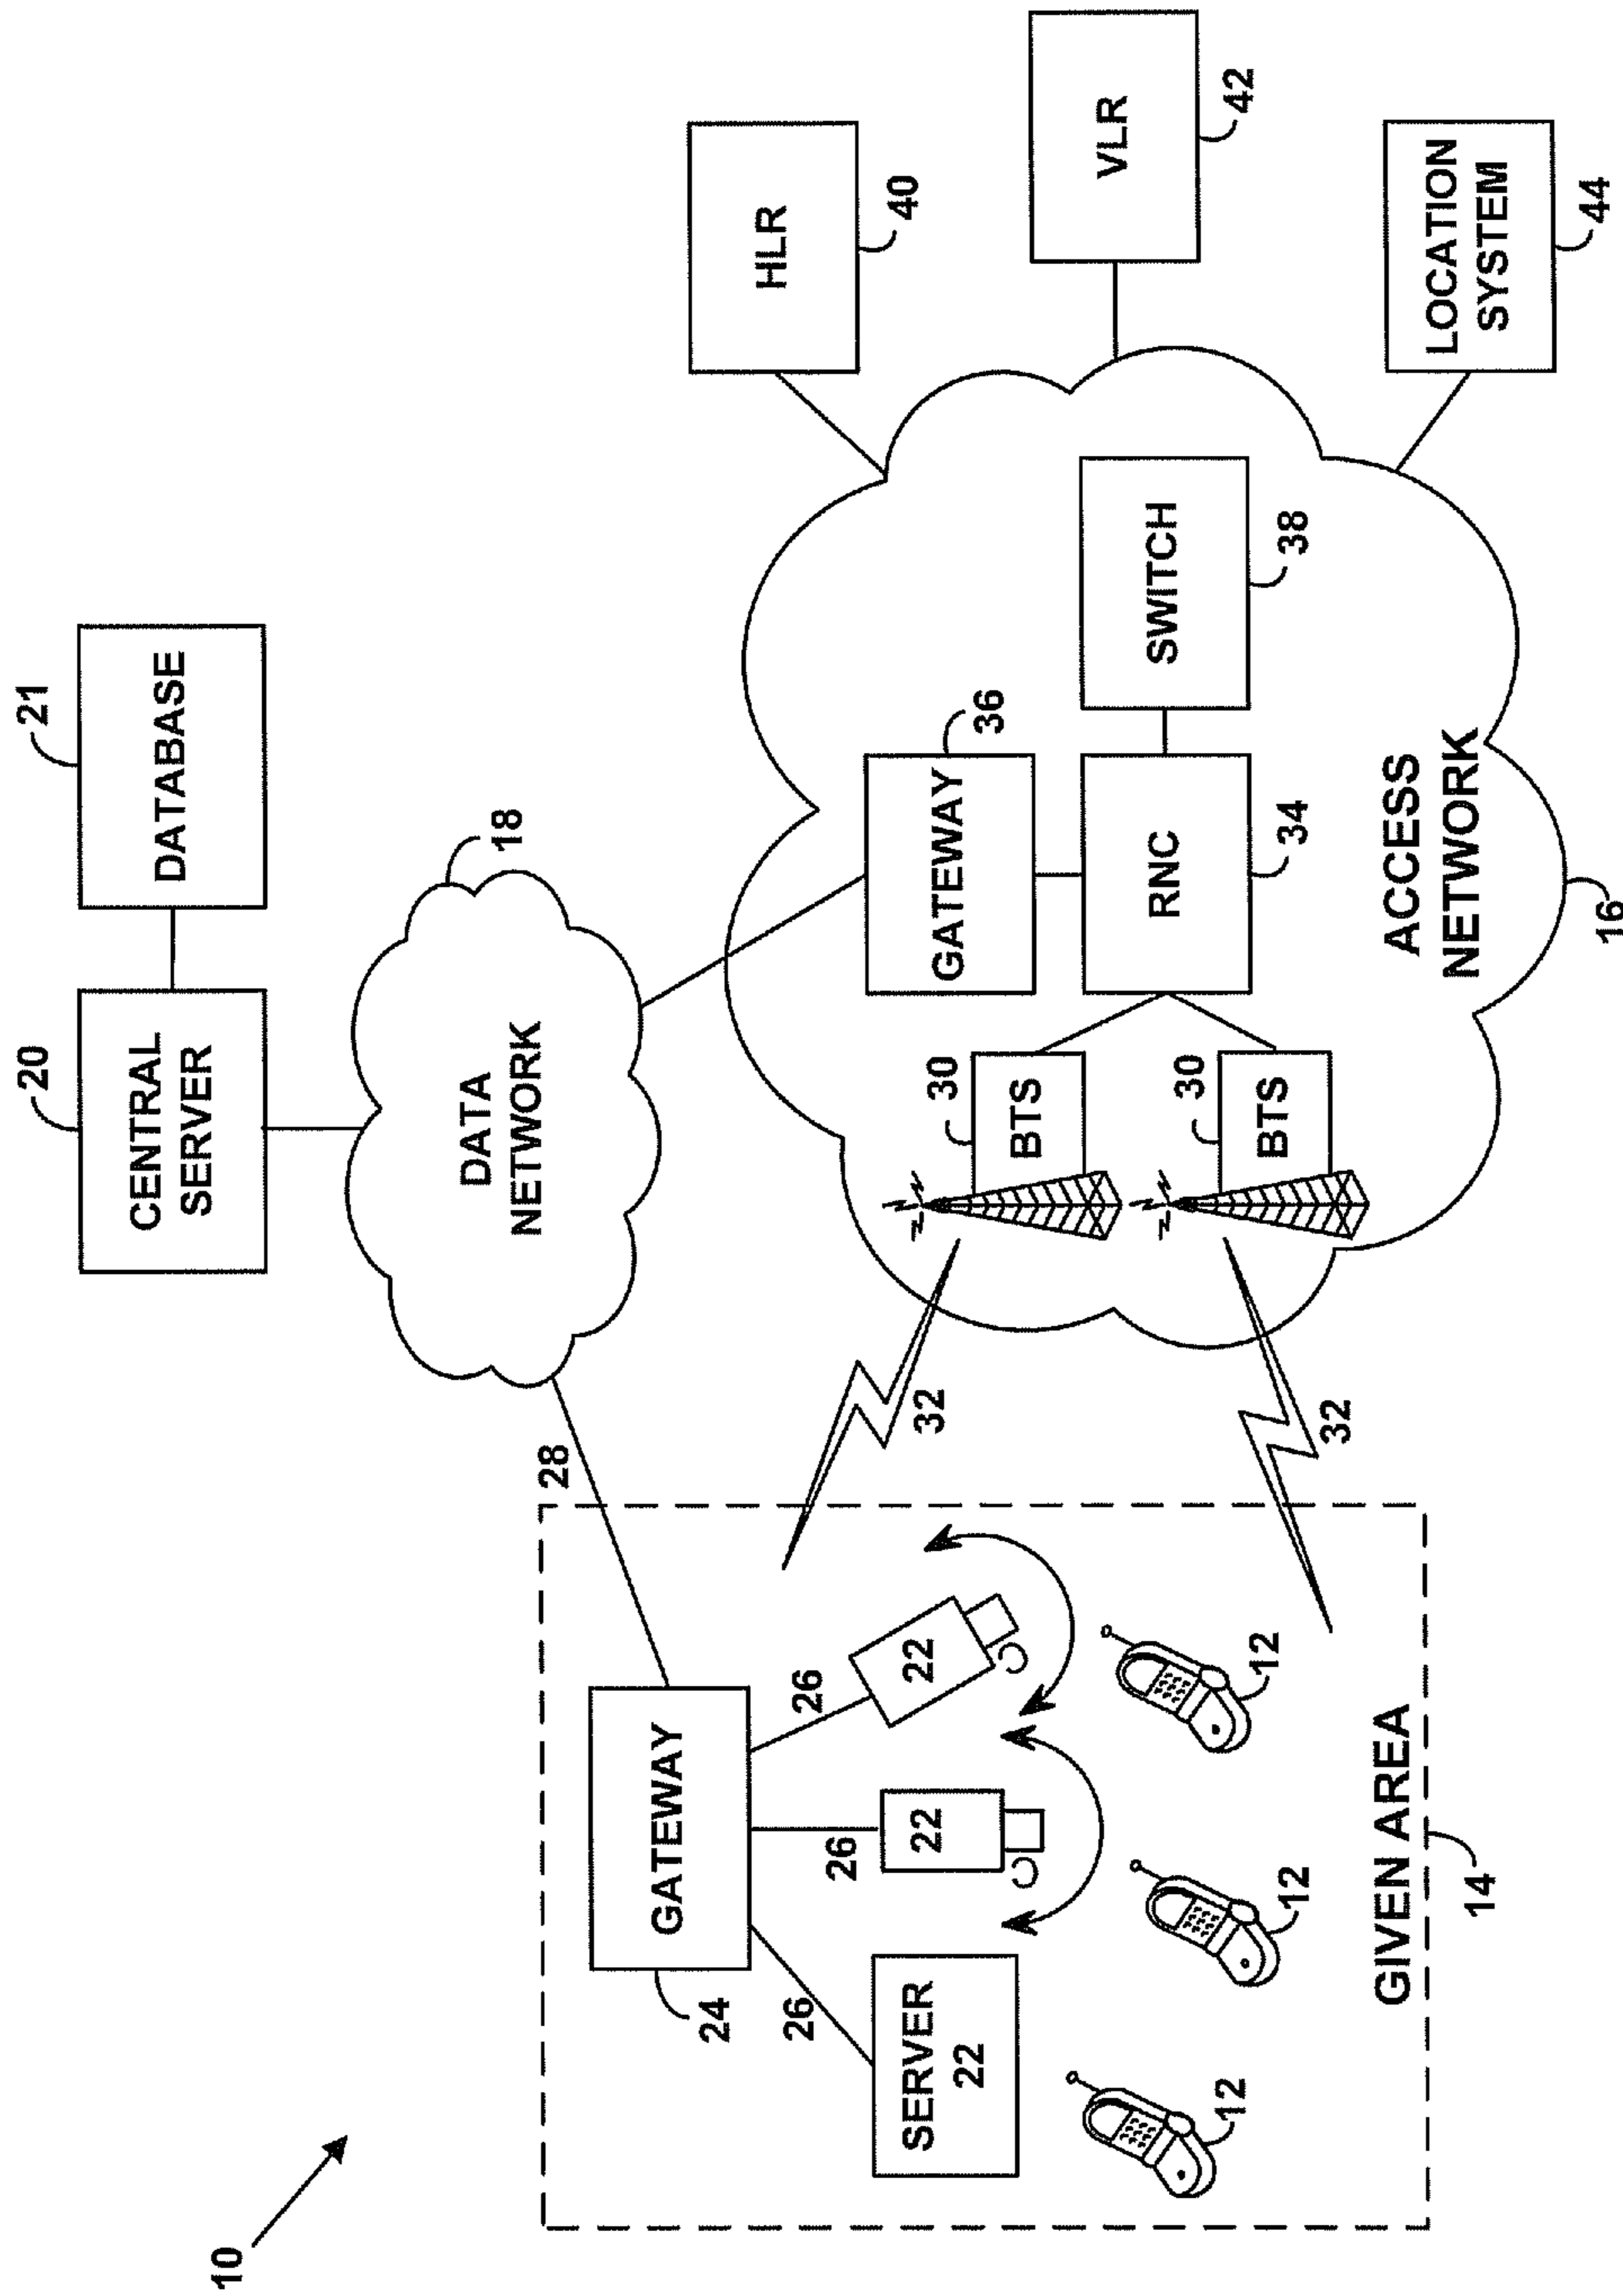 10
20
CENTRAL
SERVER
21
DATABASE
18
DATA
NETWORK
28
GATEWAY
24
26
26
26
SERVER
22
22
22
12
12
12
GIVEN AREA
14
32
32
30
BTS
30
BTS
GATEWAY
36
RNC
34
SWITCH
38
ACCESS
NETWORK
16
HLR
40
VLR
42
LOCATION
SYSTEM
44